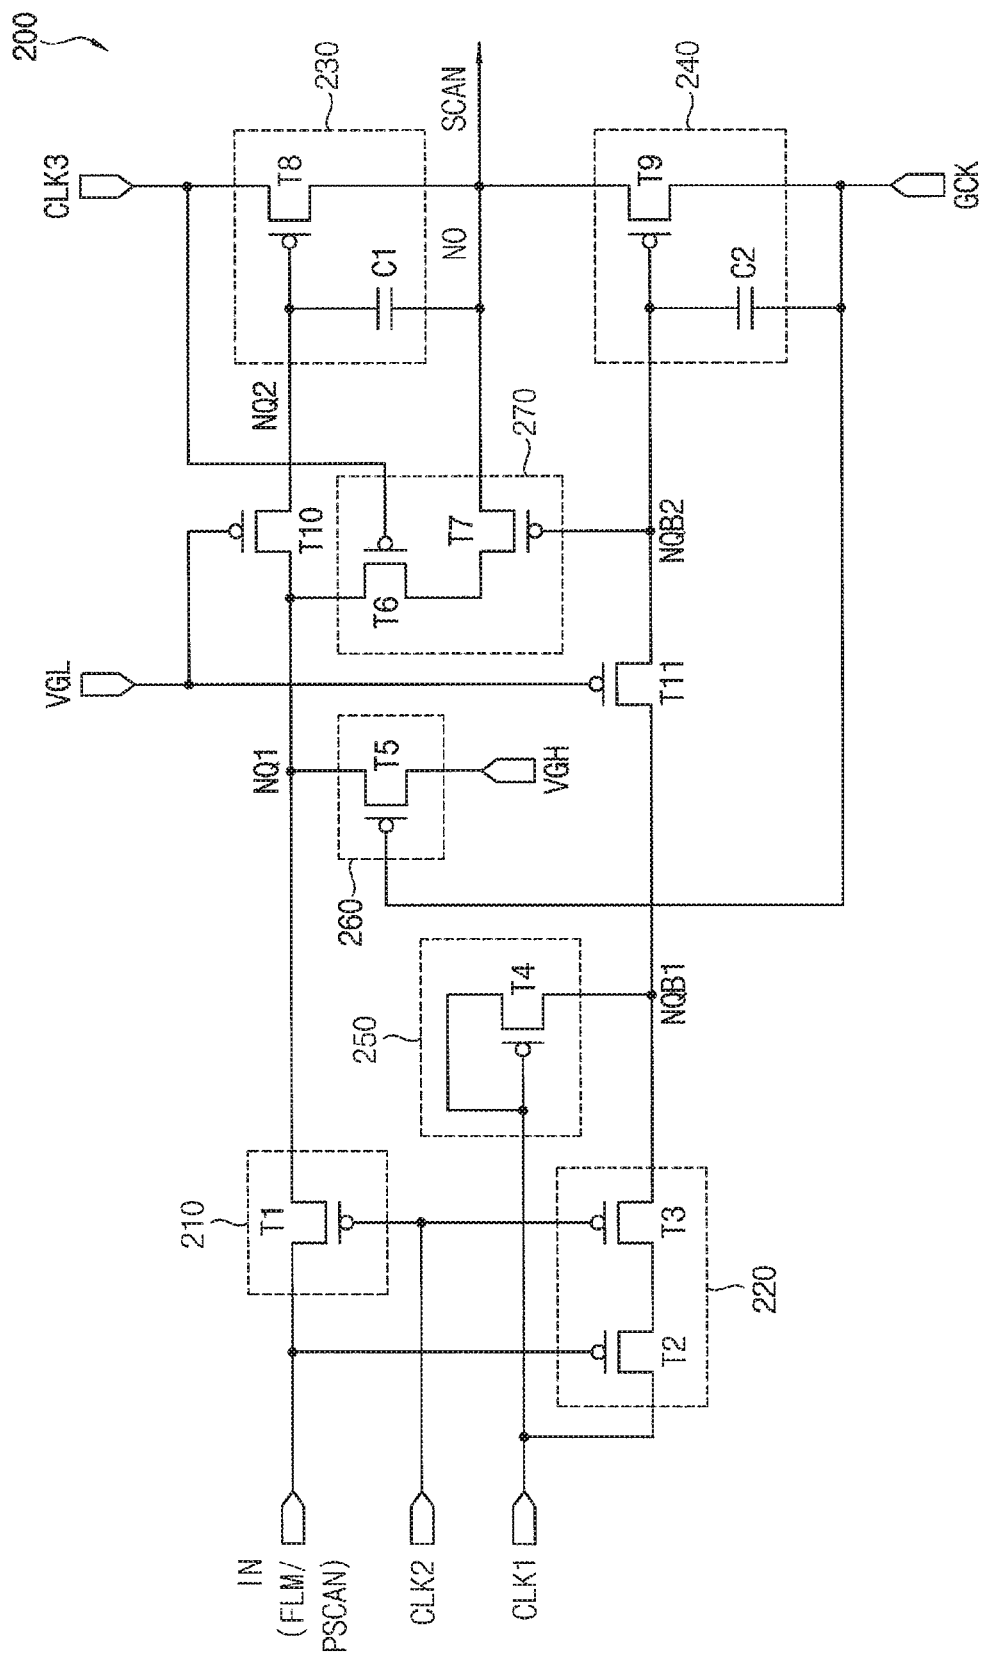 200
CLK3
230
T8
C1
SCAN
NO
240
T9
C2
GCK
NQ2
270
T10
T6
T7
NQB2
VGL
T11
NQ1
T5
VGH
260
250
T4
NQB1
210
T1
T3
220
T2
IN
(FLM/
PSCAN)
CLK2
CLK1